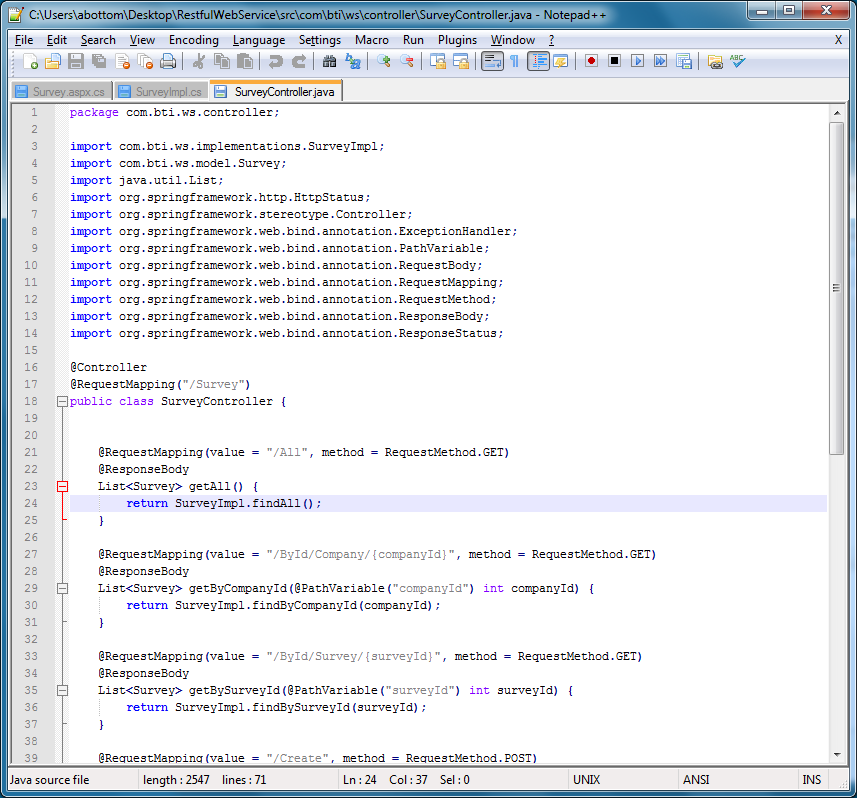 C:\Users\abottom\Desktop\RestfulWebService\src\com\bti\ws\controller\SurveyController.java - Notepad++
File Edit Search View Encoding Language Settings Macro Run Plugins Window ? X
Survey.aspx.cs SurveyImpl.cs SurveyController.java
1 package com.bti.ws.controller;
2
3 import com.bti.ws.implementations.SurveyImpl;
4 import com.bti.ws.model.Survey;
5 import java.util.List;
6 import org.springframework.http.HttpStatus;
7 import org.springframework.stereotype.Controller;
8 import org.springframework.web.bind.annotation.ExceptionHandler;
9 import org.springframework.web.bind.annotation.PathVariable;
10 import org.springframework.web.bind.annotation.RequestBody;
11 import org.springframework.web.bind.annotation.RequestMapping;
12 import org.springframework.web.bind.annotation.RequestMethod;
13 import org.springframework.web.bind.annotation.ResponseBody;
14 import org.springframework.web.bind.annotation.ResponseStatus;
15
16 @Controller
17 @RequestMapping("/Survey")
18 public class SurveyController {
19
20
21 @RequestMapping(value = "/All", method = RequestMethod.GET)
22 @ResponseBody
23 List<Survey> getAll() {
24 return SurveyImpl.findAll();
25 }
26
27 @RequestMapping(value = "/ById/Company/{companyId}", method = RequestMethod.GET)
28 @ResponseBody
29 List<Survey> getByCompanyId(@PathVariable("companyId") int companyId) {
30 return SurveyImpl.findByCompanyId(companyId);
31 }
32
33 @RequestMapping(value = "/ById/Survey/{surveyId}", method = RequestMethod.GET)
34 @ResponseBody
35 List<Survey> getBySurveyId(@PathVariable("surveyId") int surveyId) {
36 return SurveyImpl.findBySurveyId(surveyId);
37 }
38
39 @RequestMapping(value = "/Create", method = RequestMethod.POST)
Java source file length : 2547 lines : 71 Ln : 24 Col : 37 Sel : 0 UNIX ANSI INS